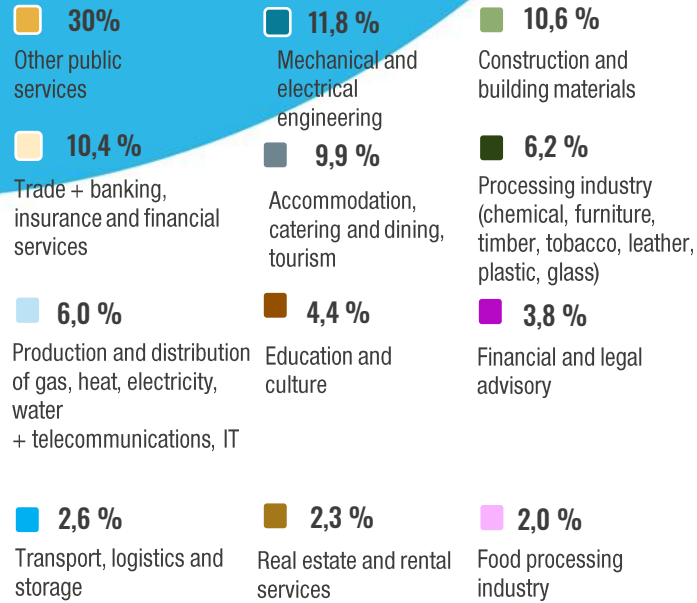 30%
Other public
services
11,8 %
Mechanical and
electrical
engineering
10,6 %
Construction and
building materials
10,4 %
Trade + banking,
insurance and financial
services
9,9 %
Accommodation,
catering and dining,
tourism
6,2 %
Processing industry
(chemical, furniture,
timber, tobacco, leather,
plastic, glass)
6,0 %
Production and distribution
of gas, heat, electricity,
water
+ telecommunications, IT
4,4 %
Education and
culture
3,8 %
Financial and legal
advisory
2,6 %
Transport, logistics and
storage
2,3 %
Real estate and rental
services
2,0 %
Food processing
industry